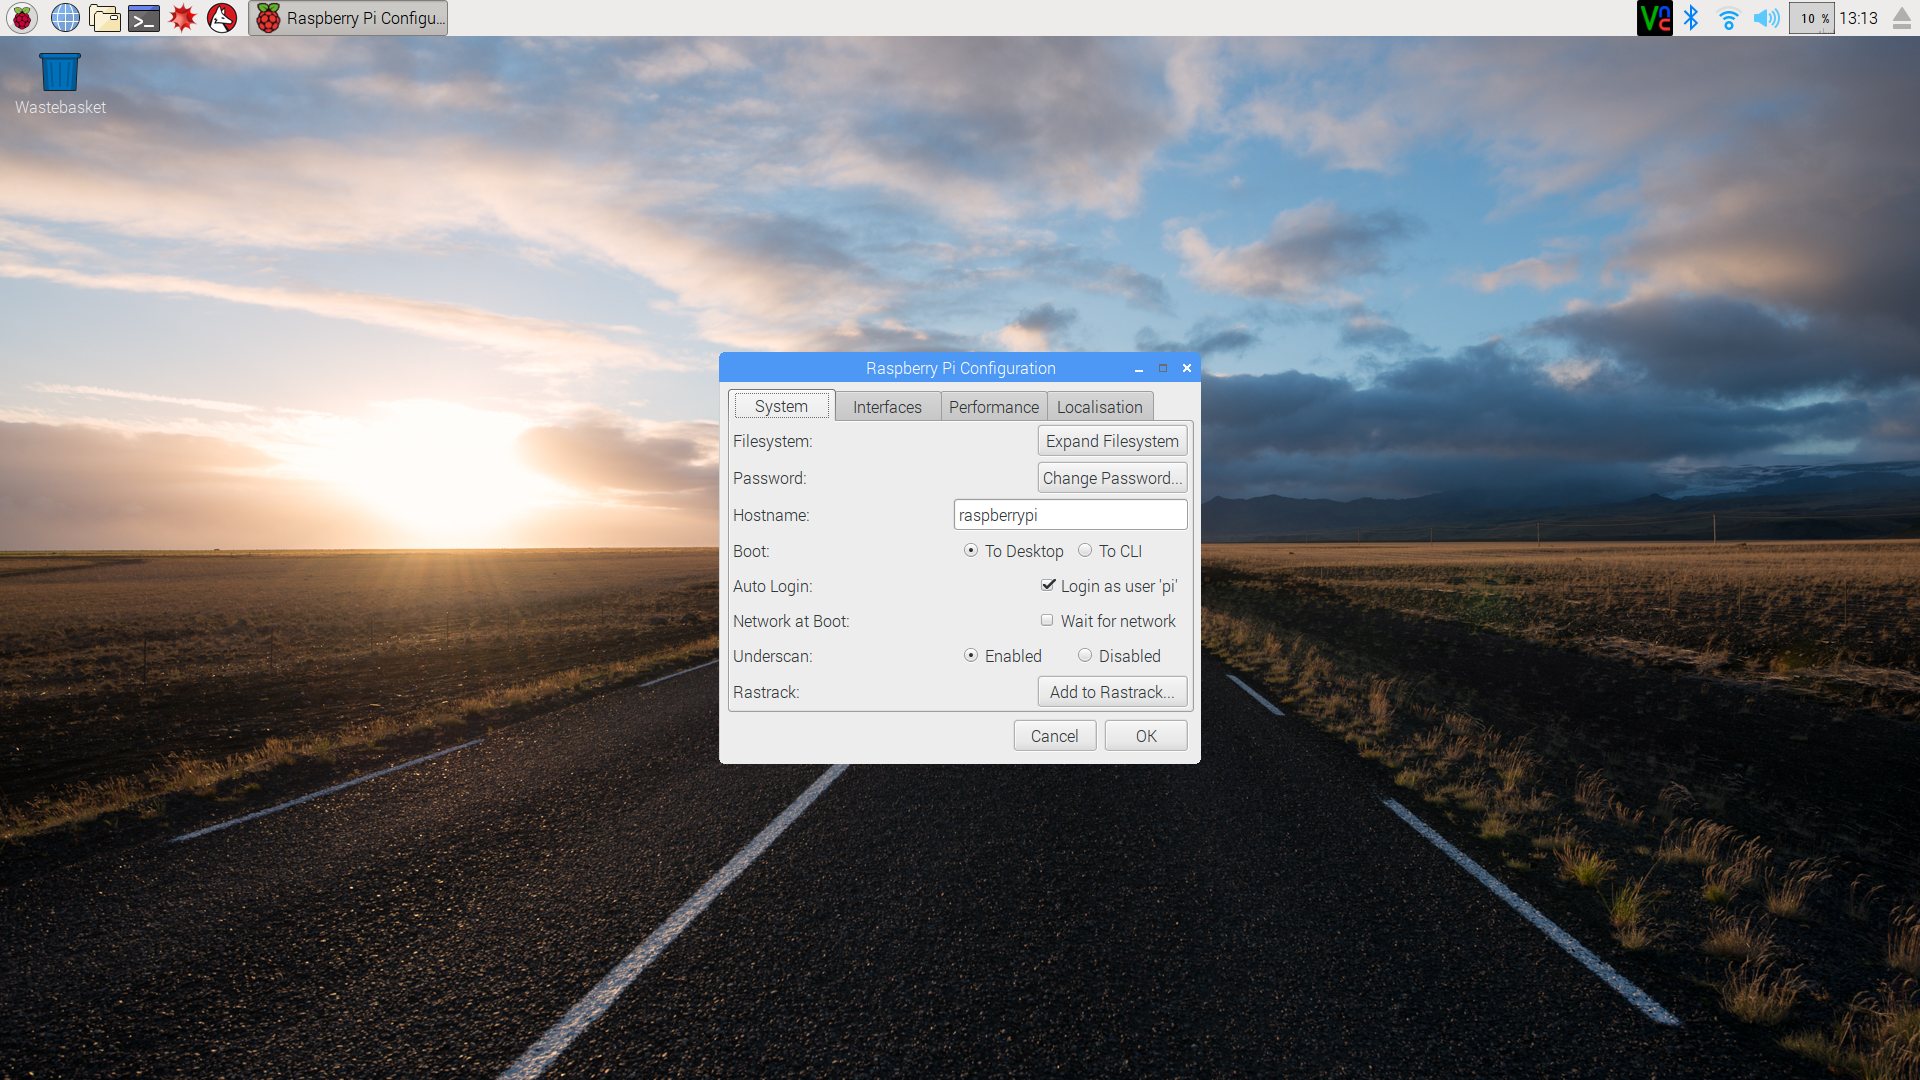 Raspberry Pi Configu...
10 %
13:13
Wastebasket
Raspberry Pi Configuration
System Interfaces Performance Localisation
Filesystem: Expand Filesystem
Password: Change Password...
Hostname: raspberrypi
Boot: To Desktop To CLI
Auto Login: Login as user 'pi'
Network at Boot: Wait for network
Underscan: Enabled Disabled
Rastrack: Add to Rastrack...
Cancel OK